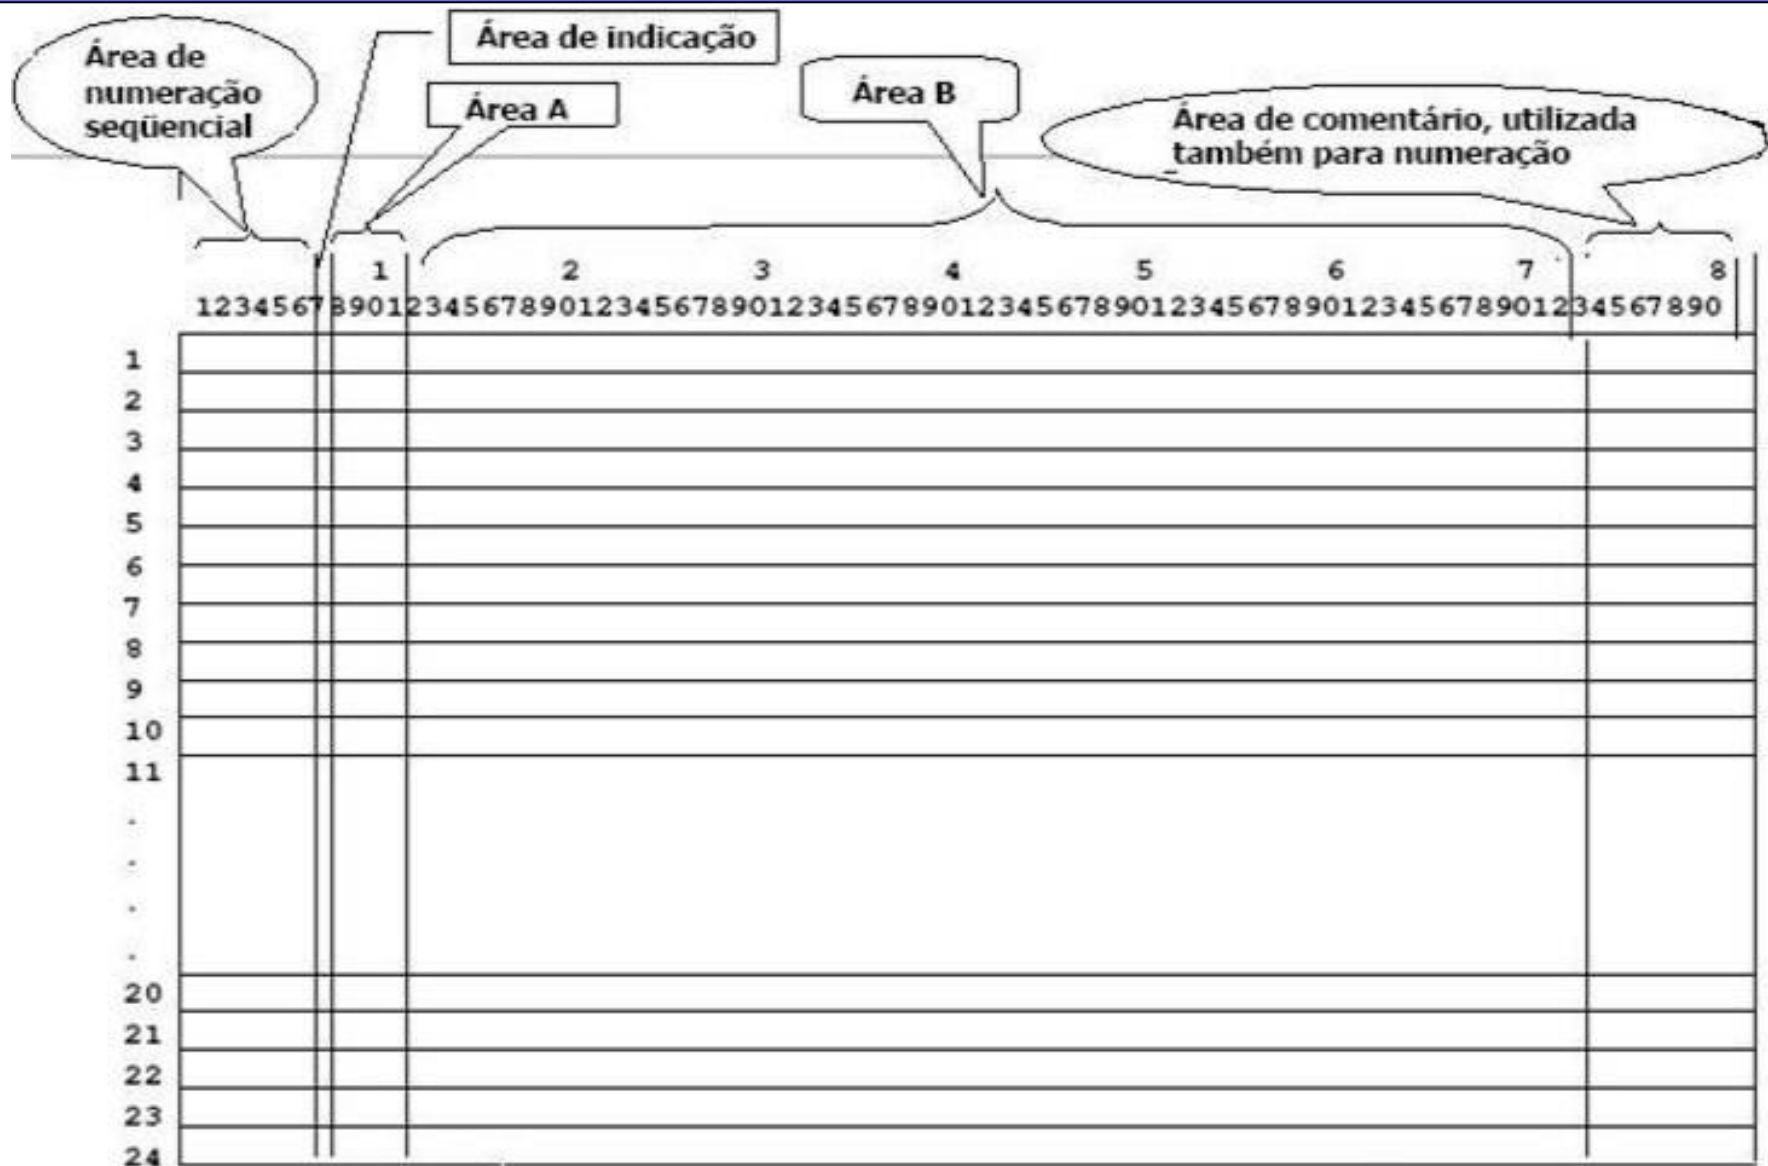 Área de
numeração
seqüencial
Área de indicação
Área A
Área B
Área de comentário, utilizada
também para numeração
1 2 3 4 5 6 7 8
12345678901234567890123456789012345678901234567890123456789012345678901234567890
1
2
3
4
5
6
7
8
9
10
11
.
.
.
.
20
21
22
23
24